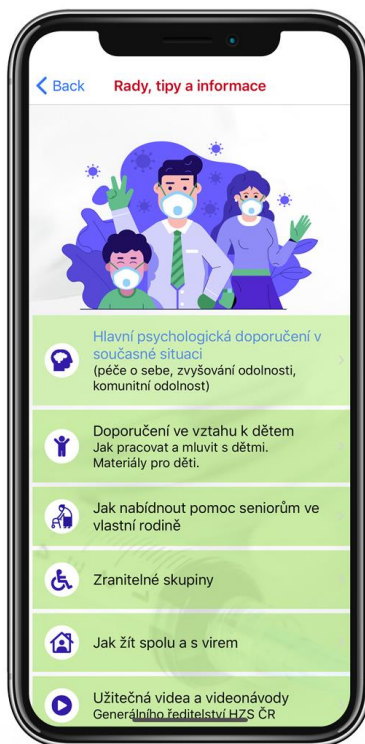 Back
Rady, tipy a informace
Hlavní psychologická doporučení v
současné situaci
(péče o sebe, zvyšování odolnosti,
komunitní odolnost)
Doporučení ve vztahu k dětem
Jak pracovat a mluvit s dětmi.
Materiály pro děti.
Jak nabídnout pomoc seniorům ve
vlastní rodině
Zranitelné skupiny
Jak žít spolu a s virem
Užitečná videa a videonávody
Generálního ředitelství HZS ČR